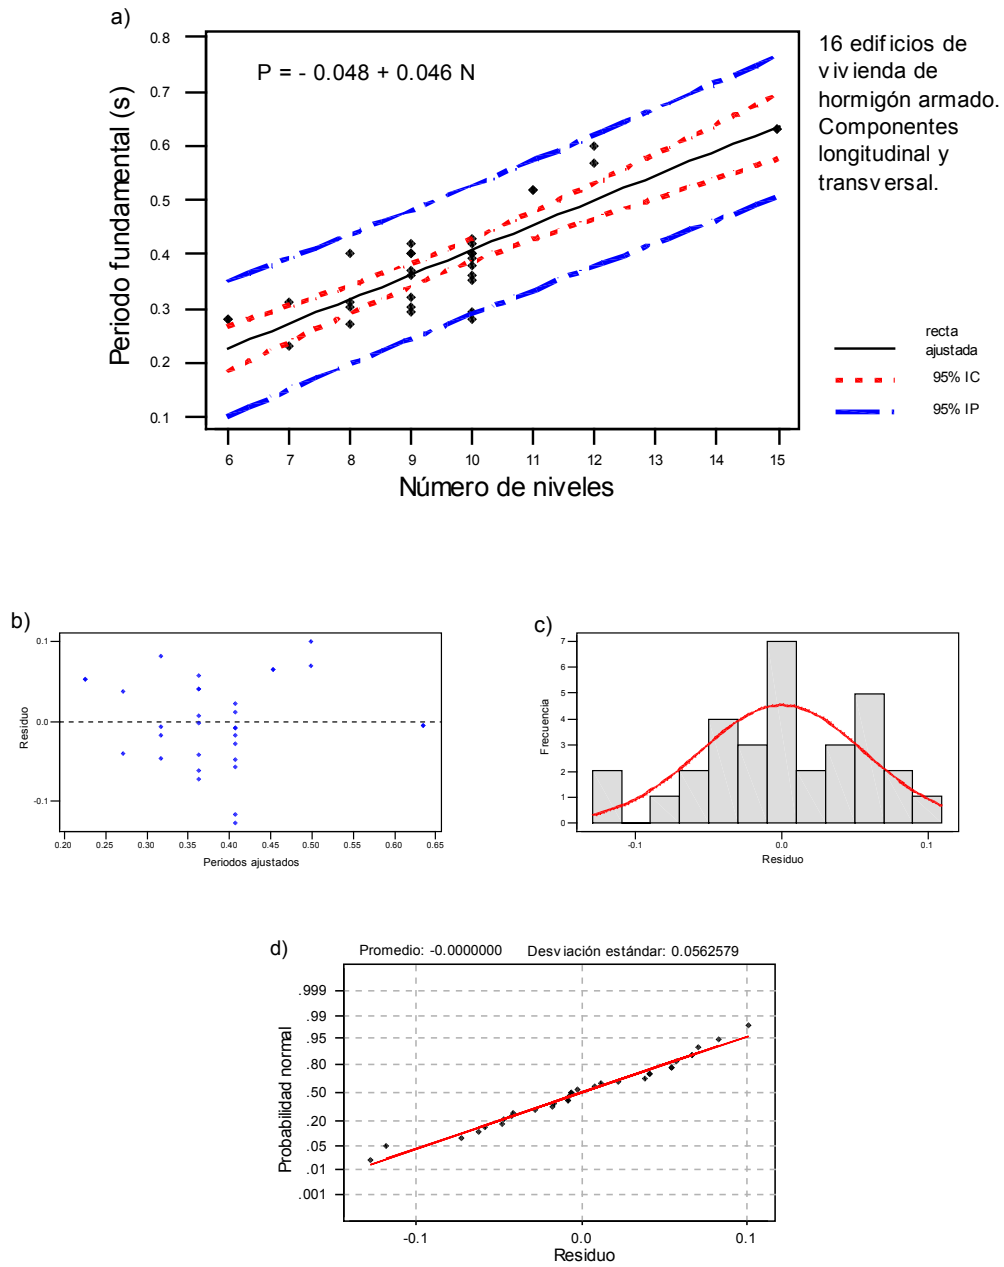 a)
P = - 0.048 + 0.046 N
16 edificios de
vivienda de
hormigón armado.
Componentes
longitudinal y
transversal.
Periodo fundamental (s)
0.8
0.7
0.6
0.5
0.4
0.3
0.2
0.1
6 7 8 9 10 11 12 13 14 15
Número de niveles
recta
ajustada
95% IC
95% IP
b)
Residuo
0.1
0.0
-0.1
0.20 0.25 0.30 0.35 0.40 0.45 0.50 0.55 0.60 0.65
Periodos ajustados
c)
Frecuencia
7
6
5
4
3
2
1
0
-0.1 0.0 0.1
Residuo
d)
Promedio: -0.0000000 Desviación estándar: 0.0562579
Probabilidad normal
.999
.99
.95
.80
.50
.20
.05
.01
.001
-0.1 0.0 0.1
Residuo